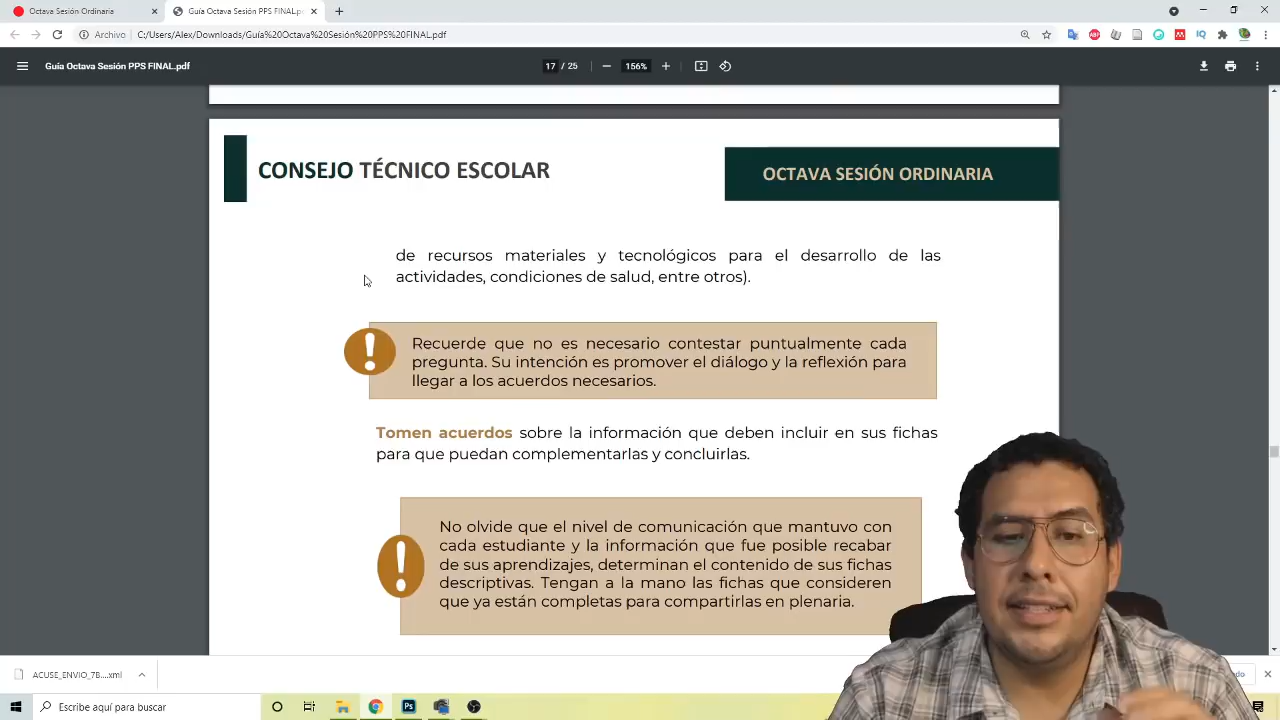 Octava Sesión Ordinaria
Guía Octava Sesión PPS FINAL.pd
Archivo
C:/Users/Alex/Downloads/Guía%20Octava%20Sesión%20PPS%20FINAL.pdf
Guía Octava Sesión PPS FINAL.pdf
17 / 25
156%
CONSEJO TÉCNICO ESCOLAR
OCTAVA SESIÓN ORDINARIA
de recursos materiales y tecnológicos para el desarrollo de las
actividades, condiciones de salud, entre otros).
Recuerde que no es necesario contestar puntualmente cada
pregunta. Su intención es promover el diálogo y la reflexión para
llegar a los acuerdos necesarios.
Tomen acuerdos sobre la información que deben incluir en sus fichas
para que puedan complementarlas y concluirlas.
No olvide que el nivel de comunicación que mantuvo con
cada estudiante y la información que fue posible recabar
de sus aprendizajes, determinan el contenido de sus fichas
descriptivas. Tengan a la mano las fichas que consideren
que ya están completas para compartirlas en plenaria.
ACUSE_ENVIO_7B....xml
Escribe aquí para buscar